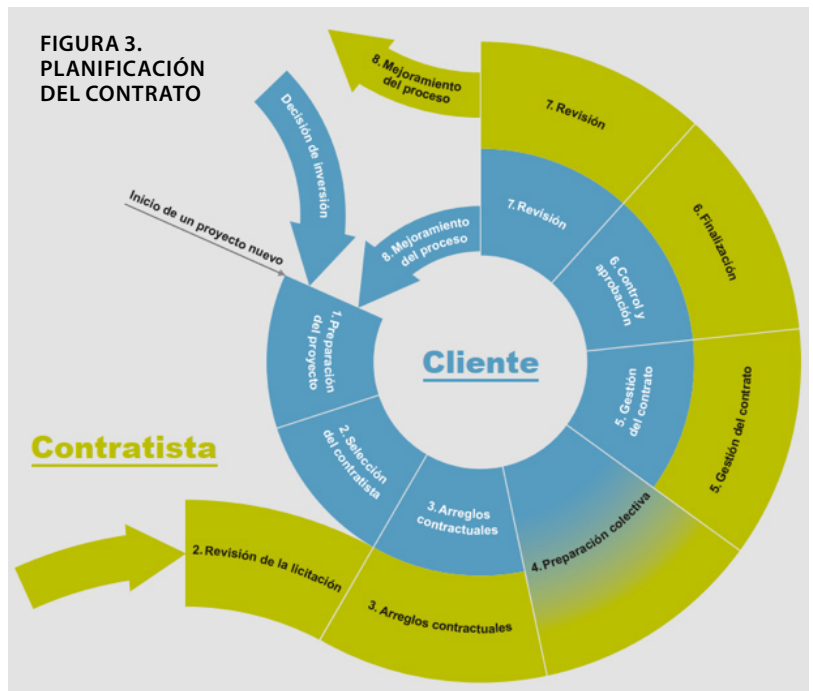 FIGURA 3.
PLANIFICACIÓN
DEL CONTRATO
8. Mejoramiento
del proceso
7. Revisión
Decisión de inversión
Inicio de un proyecto nuevo
8. Mejoramiento
del proceso
7. Revisión
6. Finalización
6. Control y
aprobación
1. Preparación
del proyecto
Cliente
5. Gestión
del contrato
5. Gestión del contrato
Contratista
2. Selección
del contratista
3. Arreglos
contractuales
4. Preparación colectiva
2. Revisión de la licitación
3. Arreglos contractuales